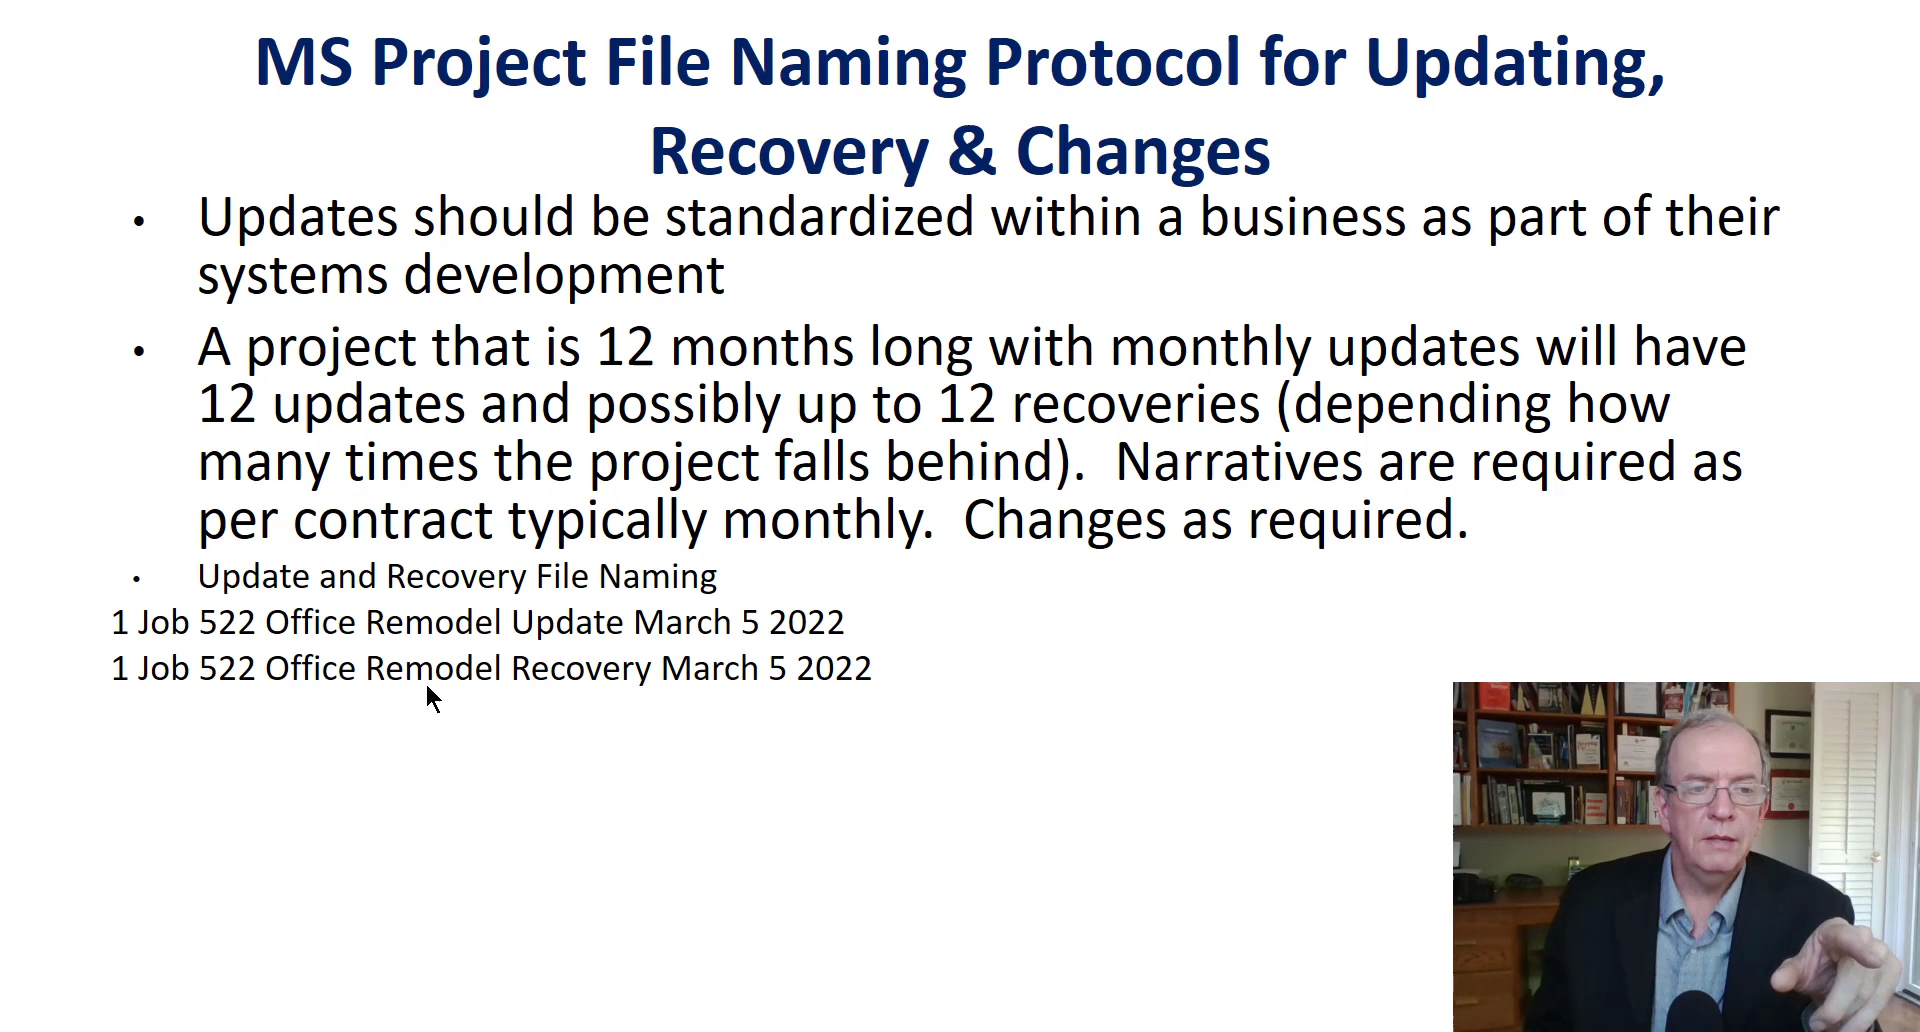 MS Project File Naming Protocol for Updating,
Recovery & Changes
• Updates should be standardized within a business as part of their
systems development
• A project that is 12 months long with monthly updates will have
12 updates and possibly up to 12 recoveries (depending how
many times the project falls behind).  Narratives are required as
per contract typically monthly.  Changes as required.
• Update and Recovery File Naming
1 Job 522 Office Remodel Update March 5 2022
1 Job 522 Office Remodel Recovery March 5 2022